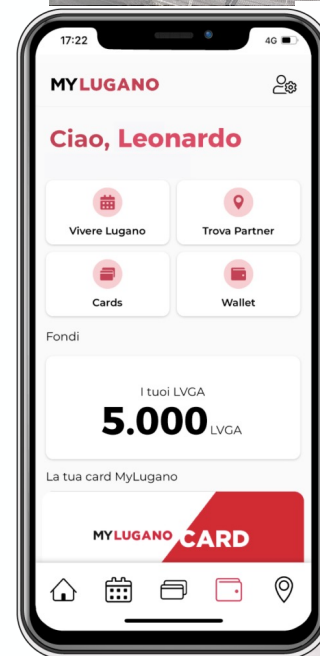 17:22 4G
MYLUGANO
Ciao, Leonardo
Vivere Lugano Trova Partner
Cards Wallet
Fondi
I tuoi LVGA
5.000 LVGA
La tua card MyLugano
MYLUGANO CARD